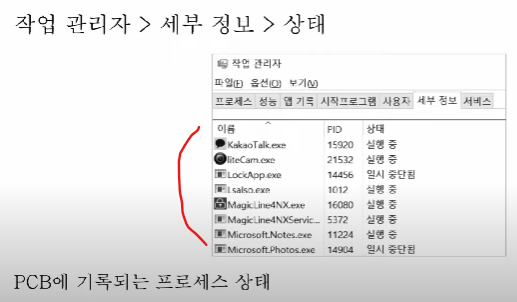 작업 관리자 > 세부 정보 > 상태
작업 관리자
파일(F) 옵션(O) 보기(V)
프로세스 성능 앱 기록 시작프로그램 사용자 세부 정보 서비스
이름 PID 상태
KakaoTalk.exe 15920 실행 중
liteCam.exe 21532 실행 중
LockApp.exe 14456 일시 중단됨
LsaIso.exe 1012 실행 중
MagicLine4NX.exe 16080 실행 중
MagicLine4NXServic... 5372 실행 중
Microsoft.Notes.exe 11224 실행 중
Microsoft.Photos.exe 14904 일시 중단됨
PCB에 기록되는 프로세스 상태